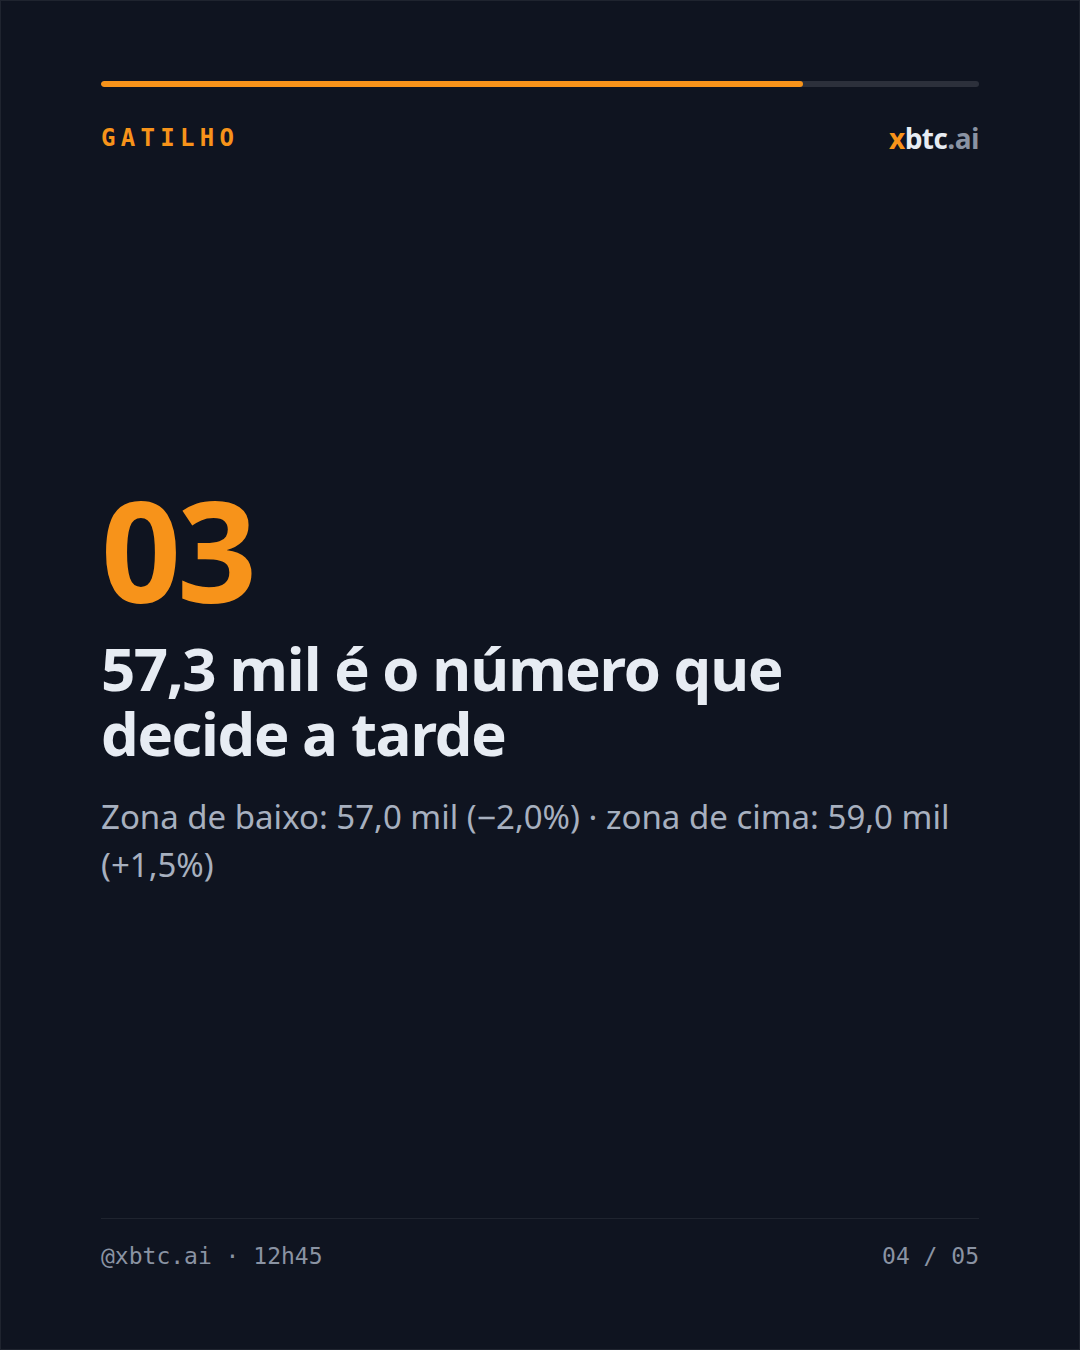 GATILHO
xbtc.ai
03
57,3 mil é o número que
decide a tarde
Zona de baixo: 57,0 mil (−2,0%) · zona de cima: 59,0 mil
(+1,5%)
@xbtc.ai · 12h45
04 / 05